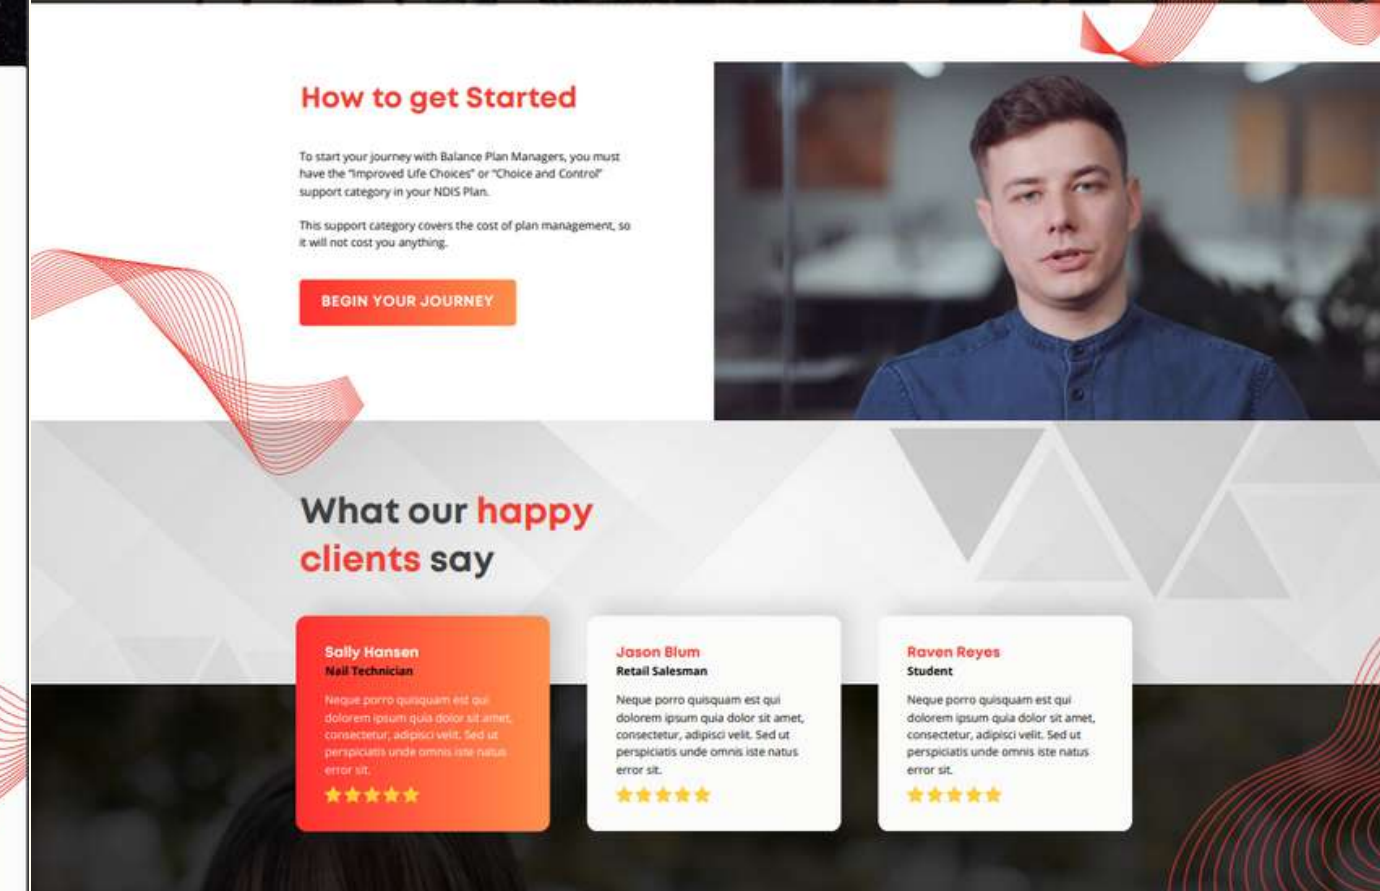 How to get Started
To start your journey with Balance Plan Managers, you must
have the "Improved Life Choices" or "Choice and Control"
support category in your NDIS Plan.
This support category covers the cost of plan management, so
it will not cost you anything.
BEGIN YOUR JOURNEY
What our happy
clients say
Sally Hansen
Nail Technician
Neque porro quisquam est qui
dolorem ipsum quia dolor sit amet,
consectetur, adipisci velit. Sed ut
perspiciatis unde omnis iste natus
error sit.
Jason Blum
Retail Salesman
Neque porro quisquam est qui
dolorem ipsum quia dolor sit amet,
consectetur, adipisci velit. Sed ut
perspiciatis unde omnis iste natus
error sit.
Raven Reyes
Student
Neque porro quisquam est qui
dolorem ipsum quia dolor sit amet,
consectetur, adipisci velit. Sed ut
perspiciatis unde omnis iste natus
error sit.